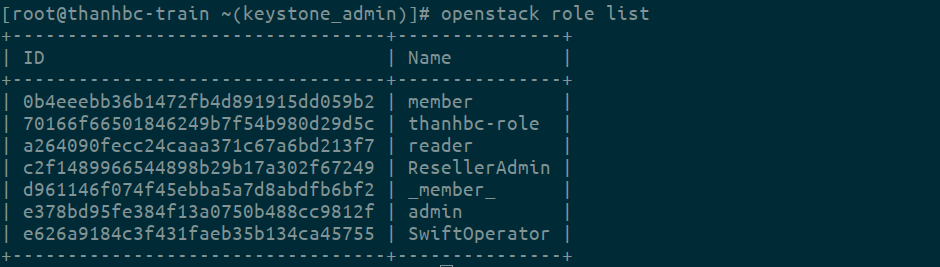 [root@thanhbc-train ~(keystone_admin)]# openstack role list
+----------------------------------+---------------+
| ID                               | Name          |
+----------------------------------+---------------+
| 0b4eeebb36b1472fb4d891915dd059b2 | member        |
| 70166f66501846249b7f54b980d29d5c | thanhbc-role  |
| a264090fecc24caaa371c67a6bd213f7 | reader        |
| c2f1489966544898b29b17a302f67249 | ResellerAdmin |
| d961146f074f45ebba5a7d8abdfb6bf2 | _member_      |
| e378bd95fe384f13a0750b488cc9812f | admin         |
| e626a9184c3f431faeb35b134ca45755 | SwiftOperator |
+----------------------------------+---------------+